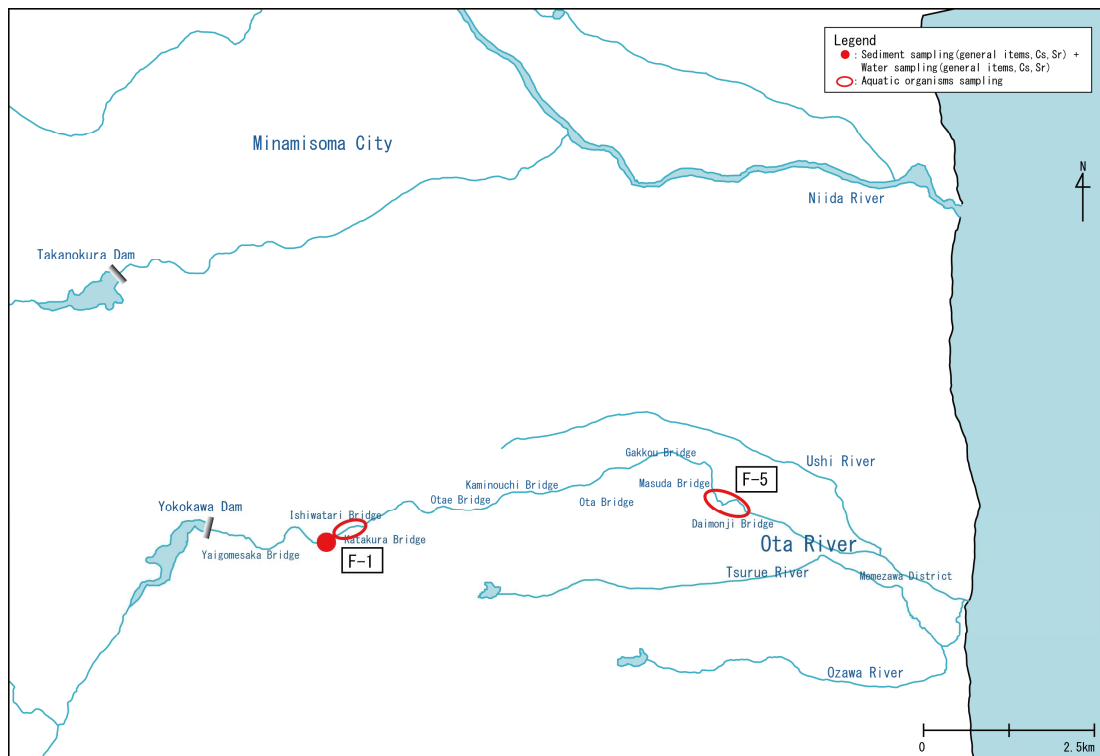 Legend
: Sediment sampling(general items, Cs, Sr) +
Water sampling(general items, Cs, Sr)
: Aquatic organisms sampling
Minamisoma City
N
Niida River
Takanokura Dam
Gakkou Bridge
Ushi River
Kaminouchi Bridge
Masuda Bridge
F-5
Otae Bridge
Ota Bridge
Yokokawa Dam
Ishiwatari Bridge
Daimonji Bridge
Katakura Bridge
Ota River
Yaigomesaka Bridge
F-1
Tsurue River
Memezawa District
Ozawa River
0
2.5km